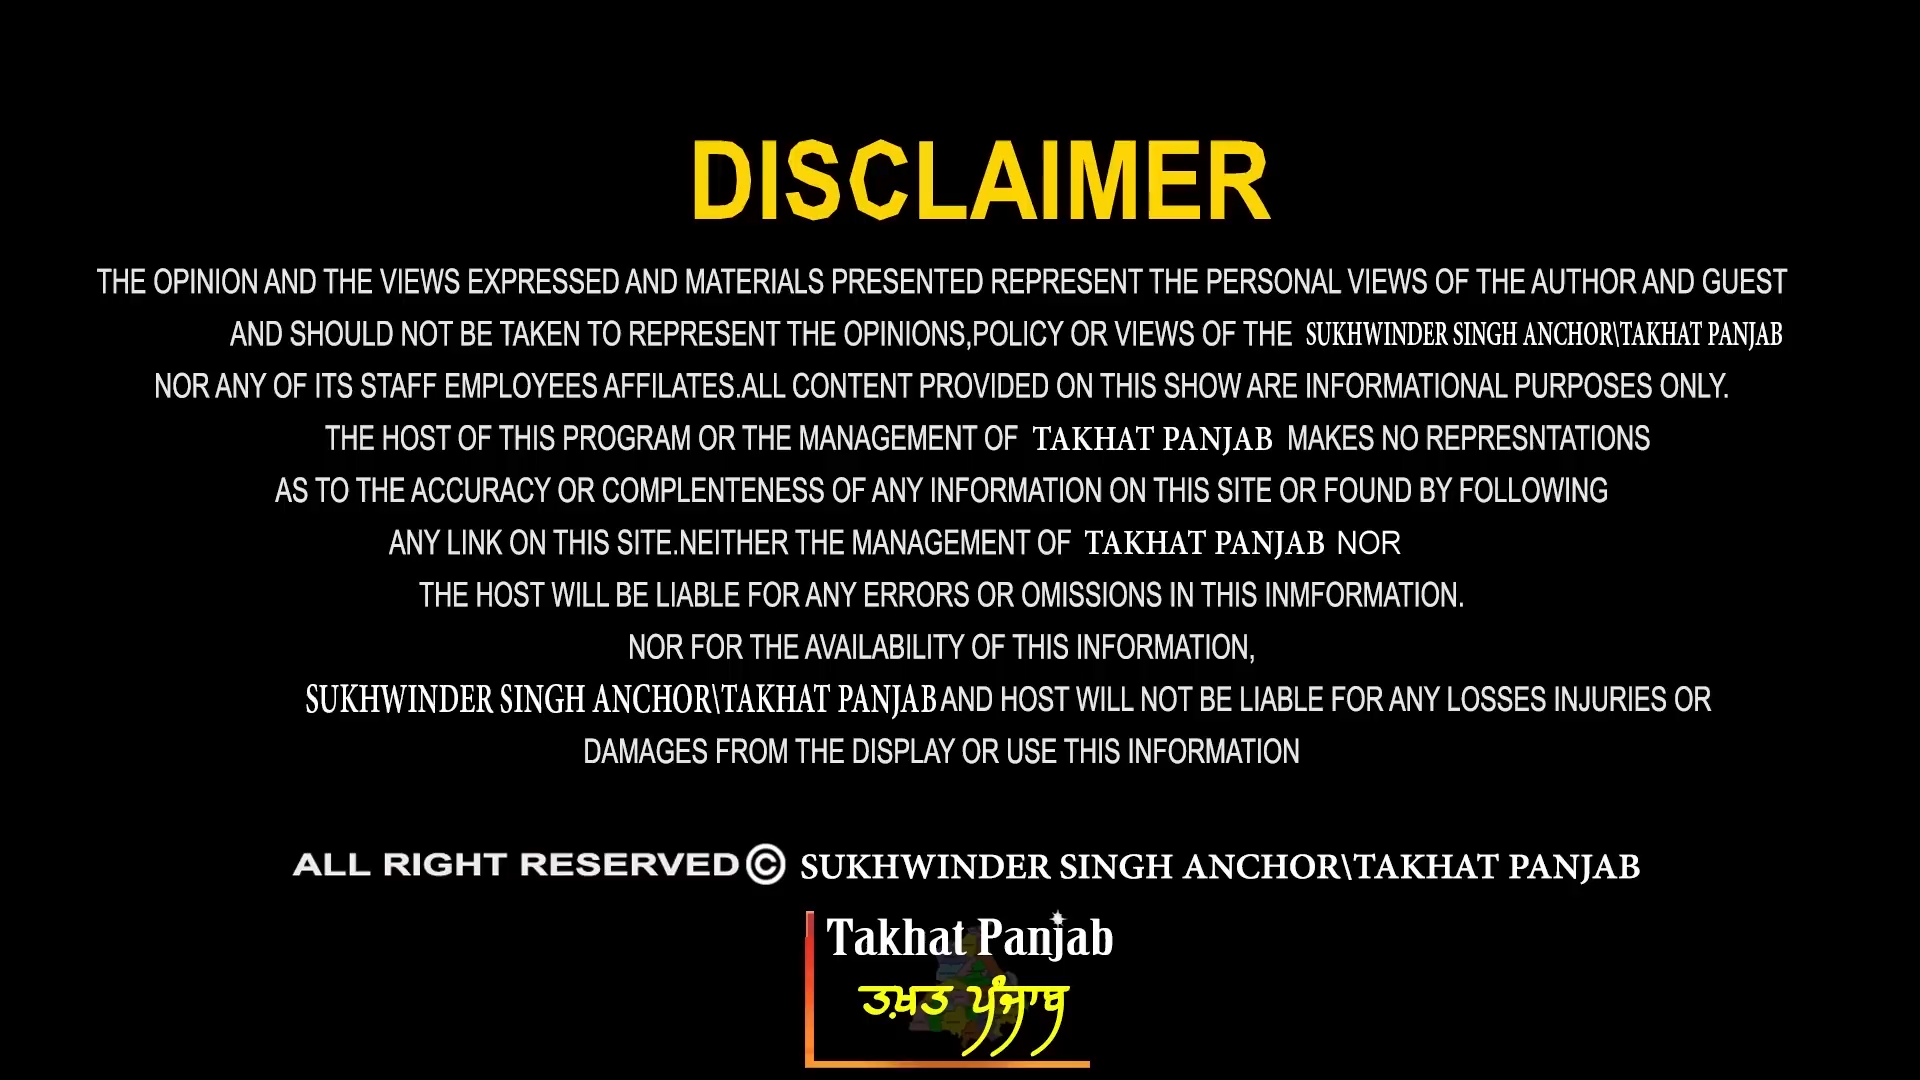 DISCLAIMER
THE OPINION AND THE VIEWS EXPRESSED AND MATERIALS PRESENTED REPRESENT THE PERSONAL VIEWS OF THE AUTHOR AND GUEST
AND SHOULD NOT BE TAKEN TO REPRESENT THE OPINIONS,POLICY OR VIEWS OF THE SUKHWINDER SINGH ANCHOR\TAKHAT PANJAB
NOR ANY OF ITS STAFF EMPLOYEES AFFILATES.ALL CONTENT PROVIDED ON THIS SHOW ARE INFORMATIONAL PURPOSES ONLY.
THE HOST OF THIS PROGRAM OR THE MANAGEMENT OF TAKHAT PANJAB MAKES NO REPRESNTATIONS
AS TO THE ACCURACY OR COMPLENTENESS OF ANY INFORMATION ON THIS SITE OR FOUND BY FOLLOWING
ANY LINK ON THIS SITE.NEITHER THE MANAGEMENT OF TAKHAT PANJAB NOR
THE HOST WILL BE LIABLE FOR ANY ERRORS OR OMISSIONS IN THIS INMFORMATION.
NOR FOR THE AVAILABILITY OF THIS INFORMATION,
SUKHWINDER SINGH ANCHOR\TAKHAT PANJAB AND HOST WILL NOT BE LIABLE FOR ANY LOSSES INJURIES OR
DAMAGES FROM THE DISPLAY OR USE THIS INFORMATION
ALL RIGHT RESERVED © SUKHWINDER SINGH ANCHOR\TAKHAT PANJAB
Takhat Panjab
ਤਖ਼ਤ ਪੰਜਾਬ